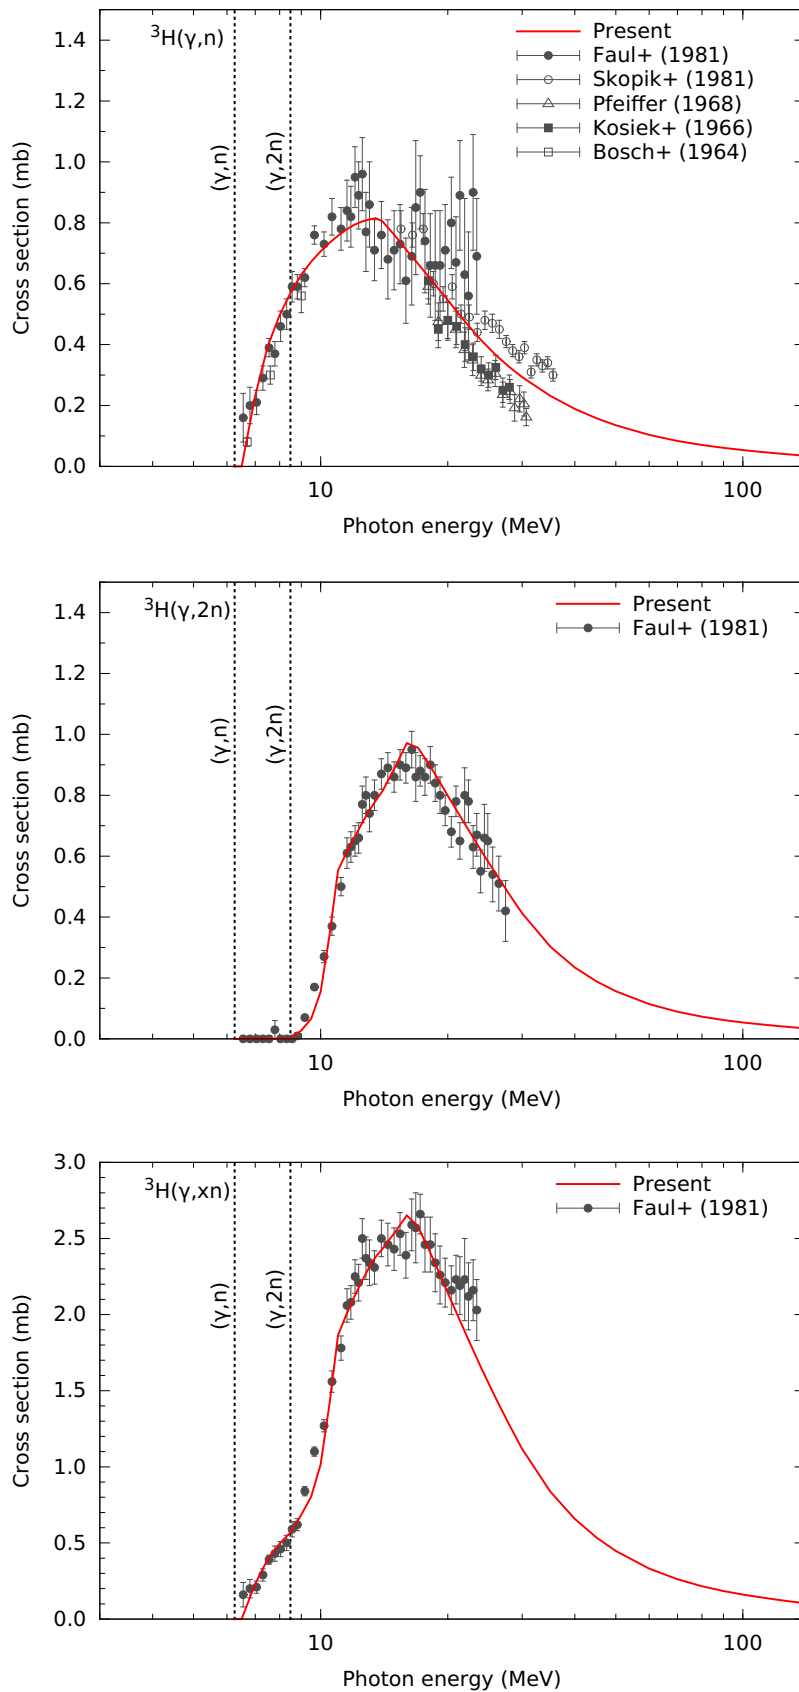 ³H(γ,n)
Present
Faul+ (1981)
Skopik+ (1981)
Pfeiffer (1968)
Kosiek+ (1966)
Bosch+ (1964)
(γ,n)
(γ,2n)
Cross section (mb)
1.4
1.2
1.0
0.8
0.6
0.4
0.2
0.0
10
100
Photon energy (MeV)
³H(γ,2n)
Present
Faul+ (1981)
(γ,n)
(γ,2n)
Cross section (mb)
1.4
1.2
1.0
0.8
0.6
0.4
0.2
0.0
10
100
Photon energy (MeV)
³H(γ,xn)
Present
Faul+ (1981)
(γ,n)
(γ,2n)
Cross section (mb)
3.0
2.5
2.0
1.5
1.0
0.5
0.0
10
100
Photon energy (MeV)